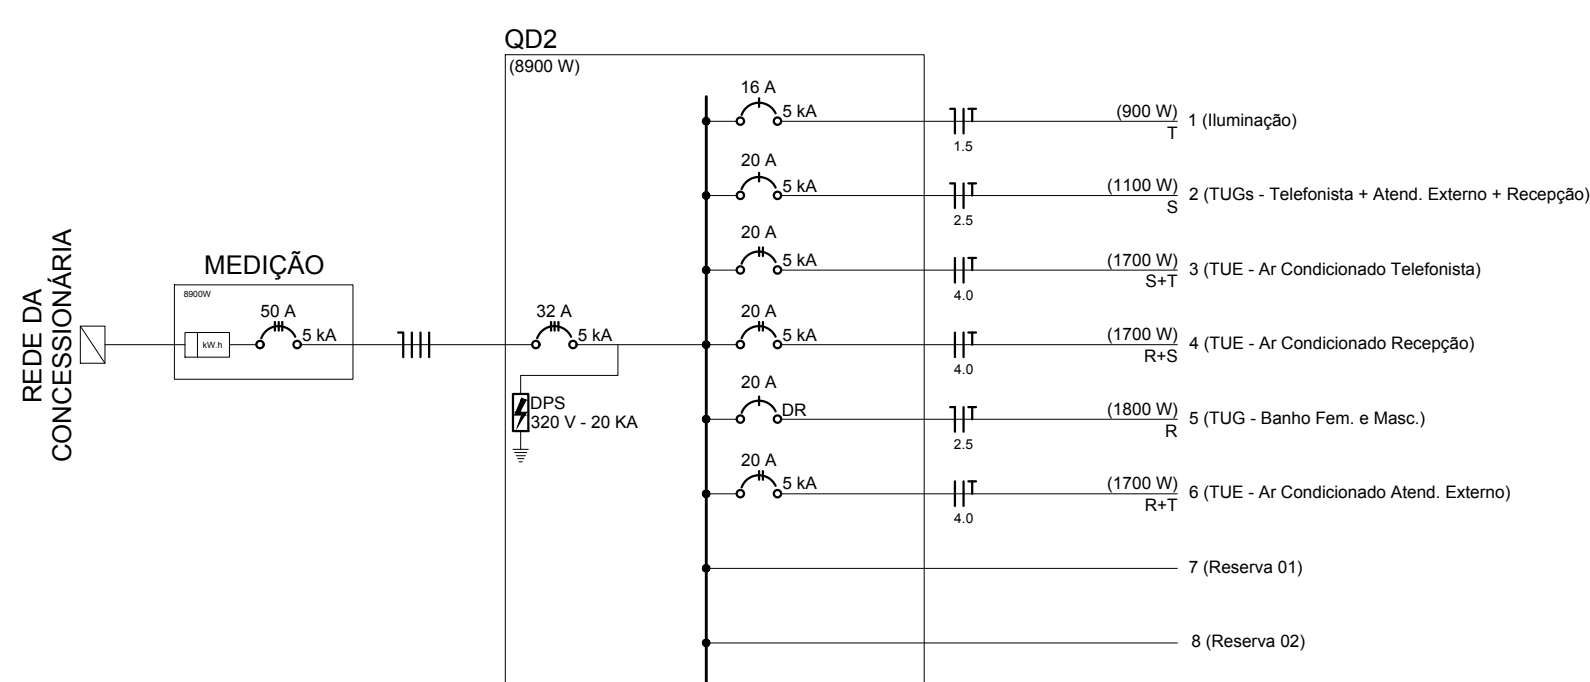 QD2
(8900 W)
REDE DA
CONCESSIONÁRIA
MEDIÇÃO
8900W
kW.h
50 A
5 kA
32 A
5 kA
DPS
320 V - 20 KA
16 A
5 kA
1.5
(900 W)
T
1 (Iluminação)
20 A
5 kA
2.5
(1100 W)
S
2 (TUGs - Telefonista + Atend. Externo + Recepção)
20 A
5 kA
4.0
(1700 W)
S+T
3 (TUE - Ar Condicionado Telefonista)
20 A
5 kA
4.0
(1700 W)
R+S
4 (TUE - Ar Condicionado Recepção)
20 A
DR
2.5
(1800 W)
R
5 (TUG - Banho Fem. e Masc.)
20 A
5 kA
4.0
(1700 W)
R+T
6 (TUE - Ar Condicionado Atend. Externo)
7 (Reserva 01)
8 (Reserva 02)